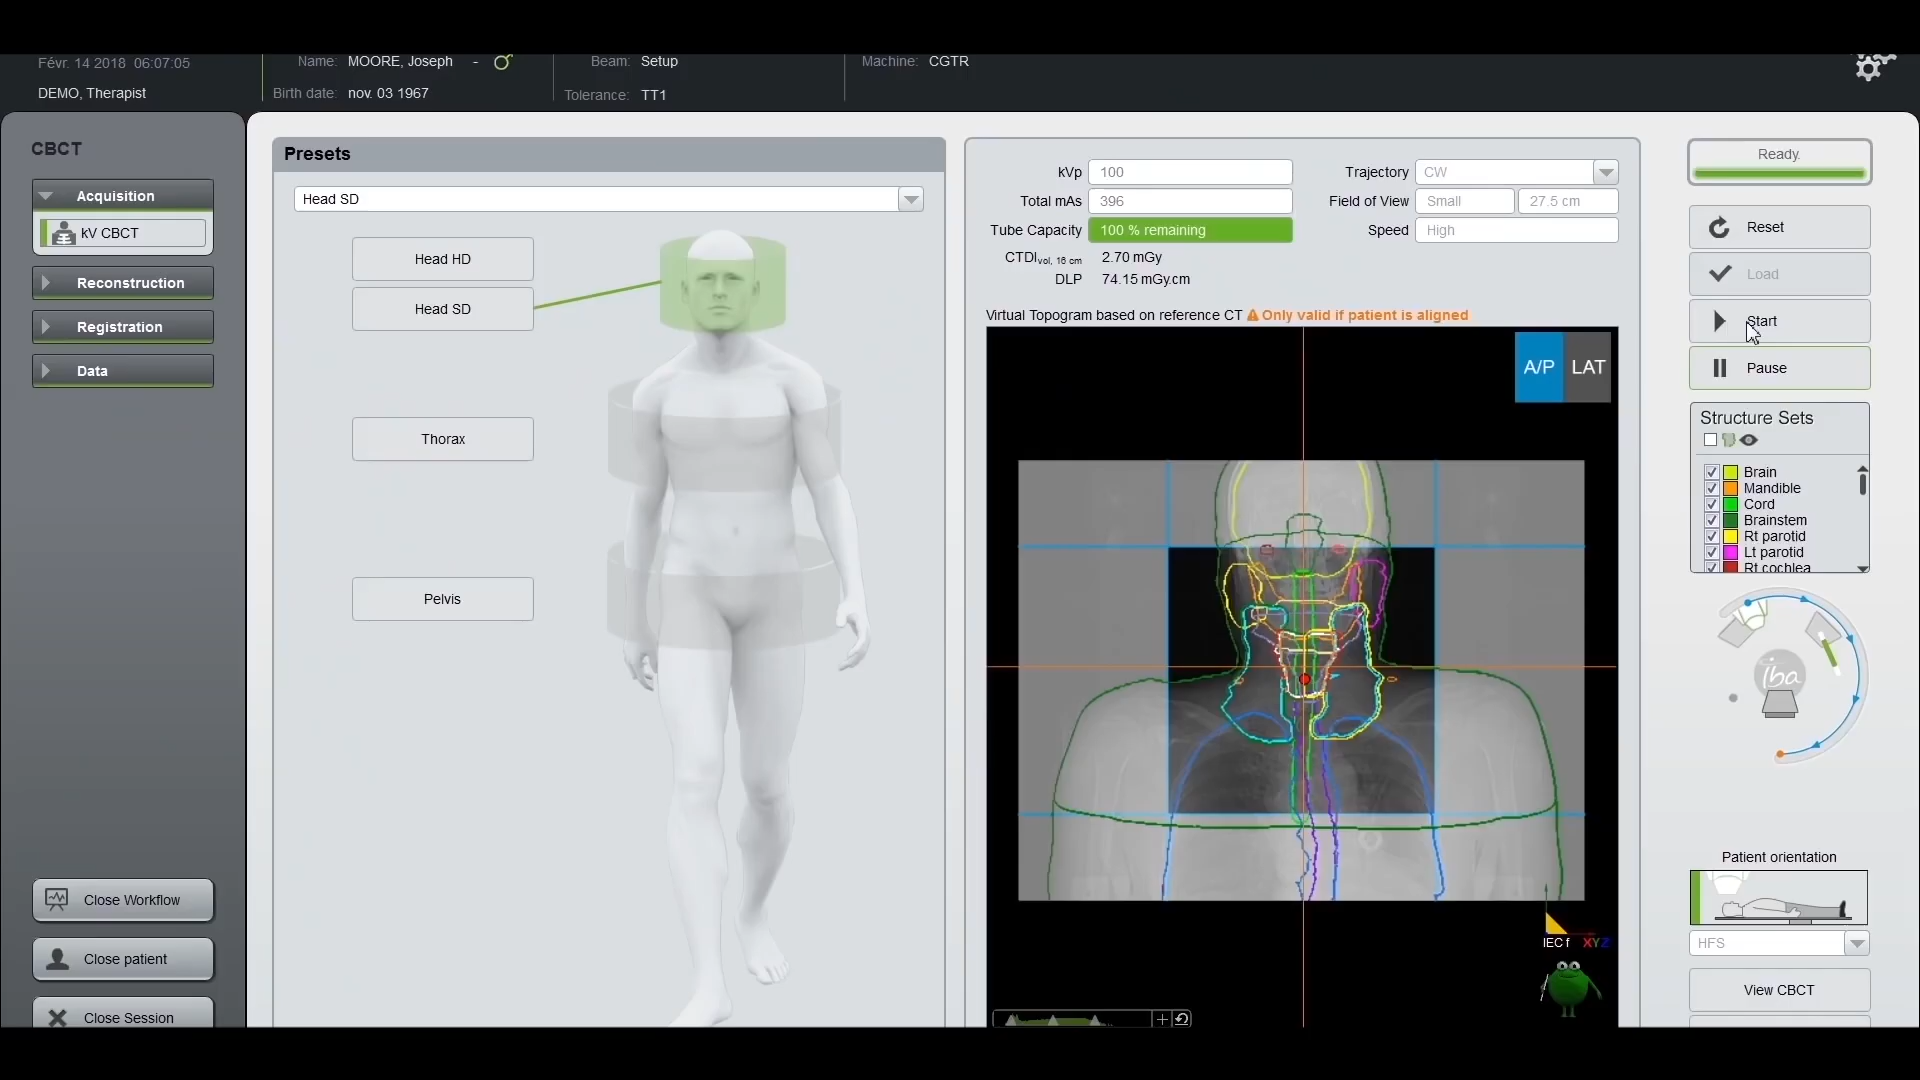 Févr. 14 2018 06:07:05
DEMO, Therapist
Name: MOORE, Joseph -
Birth date: nov. 03 1967
Beam: Setup
Tolerance: TT1
Machine: CGTR
CBCT
Acquisition
kV CBCT
Reconstruction
Registration
Data
Close Workflow
Close patient
Close Session
Presets
Head SD
Head HD
Head SD
Thorax
Pelvis
kVp 100
Total mAs 396
Tube Capacity 100 % remaining
CTDIvol, 16 cm 2.70 mGy
DLP 74.15 mGy.cm
Trajectory CW
Field of View Small 27.5 cm
Speed High
Virtual Topogram based on reference CT Only valid if patient is aligned
A/P LAT
IEC f XYZ
Ready.
Reset
Load
Start
Pause
Structure Sets
Brain
Mandible
Cord
Brainstem
Rt parotid
Lt parotid
Rt cochlea
iba
Patient orientation
HFS
View CBCT